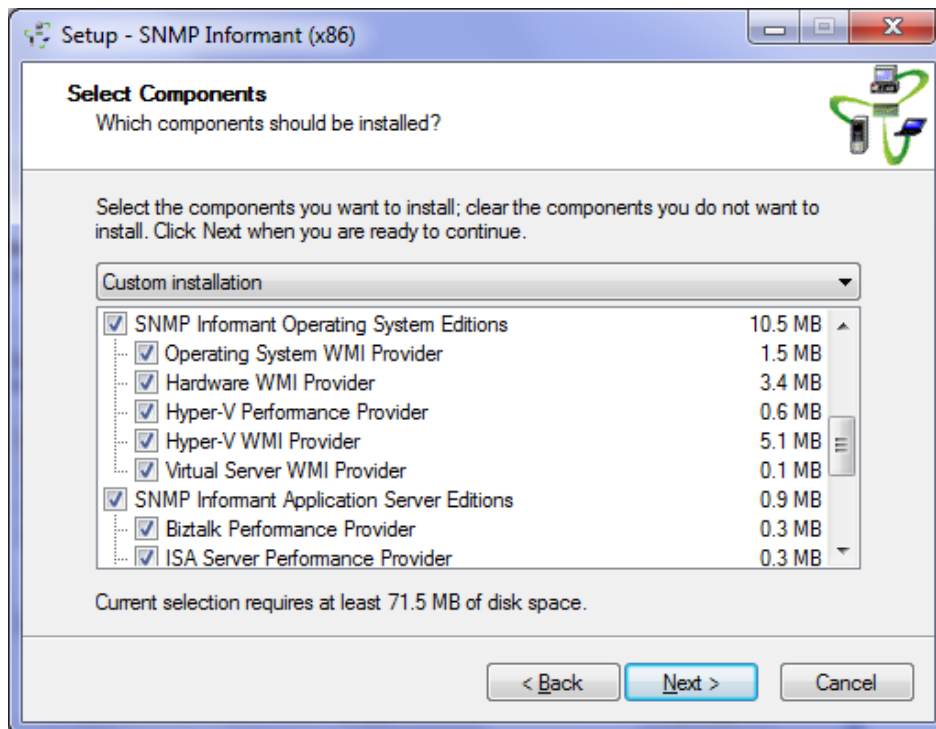 Setup - SNMP Informant (x86)
Select Components
Which components should be installed?
Select the components you want to install; clear the components you do not want to
install. Click Next when you are ready to continue.
Custom installation
SNMP Informant Operating System Editions 10.5 MB
Operating System WMI Provider 1.5 MB
Hardware WMI Provider 3.4 MB
Hyper-V Performance Provider 0.6 MB
Hyper-V WMI Provider 5.1 MB
Virtual Server WMI Provider 0.1 MB
SNMP Informant Application Server Editions 0.9 MB
Biztalk Performance Provider 0.3 MB
ISA Server Performance Provider 0.3 MB
Current selection requires at least 71.5 MB of disk space.
< Back Next > Cancel